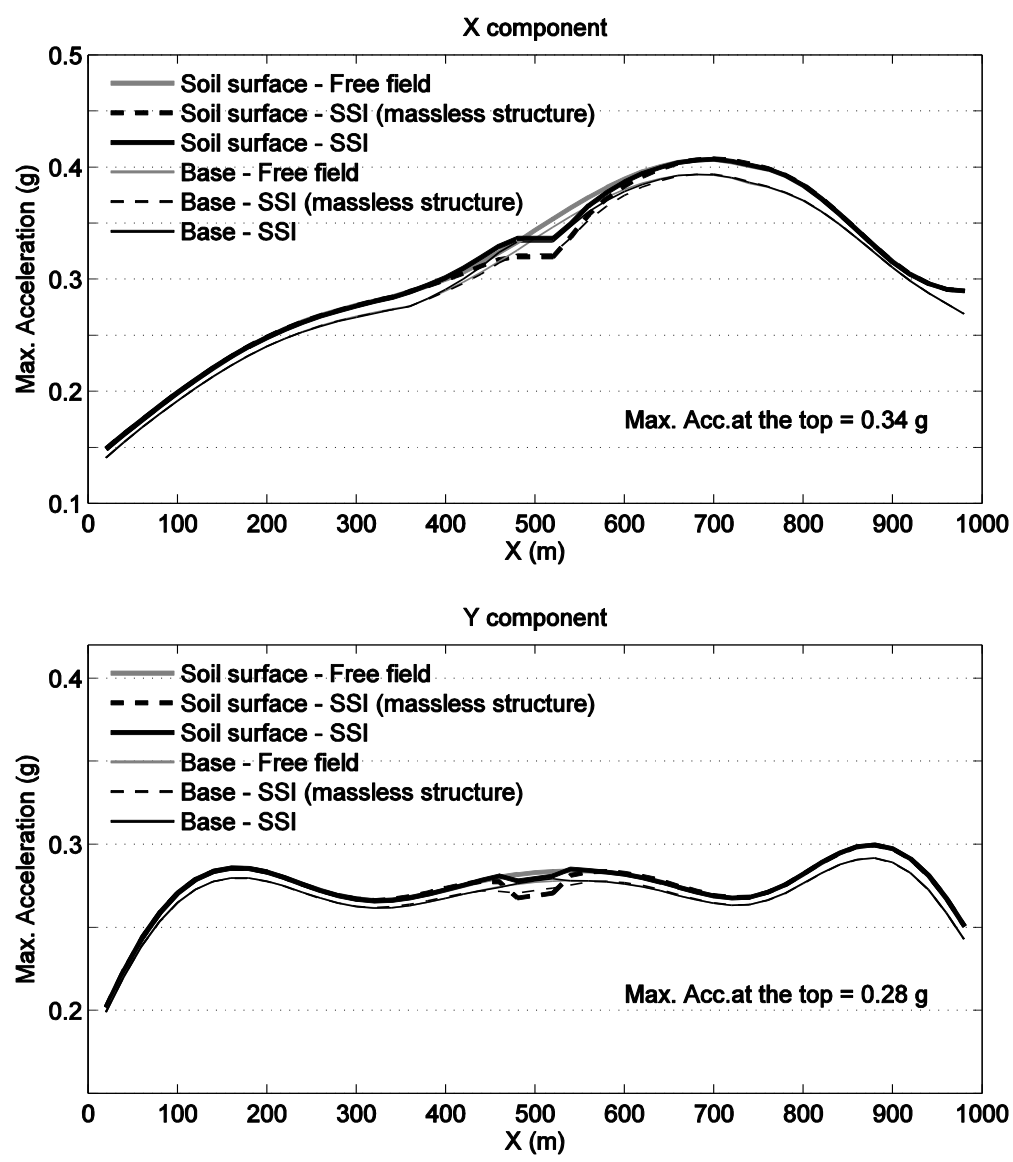 X component
0.5
0.4
0.3
0.2
0.1
Max. Acceleration (g)
Soil surface - Free field
Soil surface - SSI (massless structure)
Soil surface - SSI
Base - Free field
Base - SSI (massless structure)
Base - SSI
Max. Acc.at the top = 0.34 g
0 100 200 300 400 500 600 700 800 900 1000
X (m)
Y component
0.4
0.3
0.2
Max. Acceleration (g)
Soil surface - Free field
Soil surface - SSI (massless structure)
Soil surface - SSI
Base - Free field
Base - SSI (massless structure)
Base - SSI
Max. Acc.at the top = 0.28 g
0 100 200 300 400 500 600 700 800 900 1000
X (m)